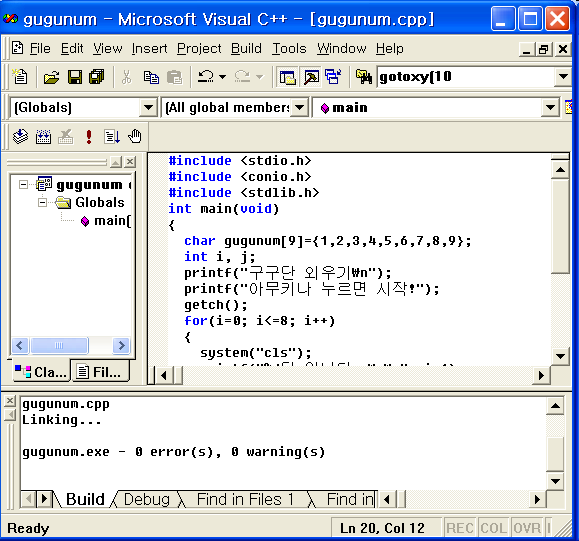 gugunum - Microsoft Visual C++ - [gugunum.cpp]
File Edit View Insert Project Build Tools Window Help
gotoxy(10
(Globals) (All global member: main
gugunum
Globals
main(
#include <stdio.h>
#include <conio.h>
#include <stdlib.h>
int main(void)
{
char gugunum[9]={1,2,3,4,5,6,7,8,9};
int i, j;
printf("구구단 외우기₩n");
printf("아무키나 누르면 시작!");
getch();
for(i=0; i<=8; i++)
{
system("cls");
Cla... Fil...
gugunum.cpp
Linking...
gugunum.exe - 0 error(s), 0 warning(s)
Build Debug Find in Files 1 Find in
Ready Ln 20, Col 12 REC COL OVR